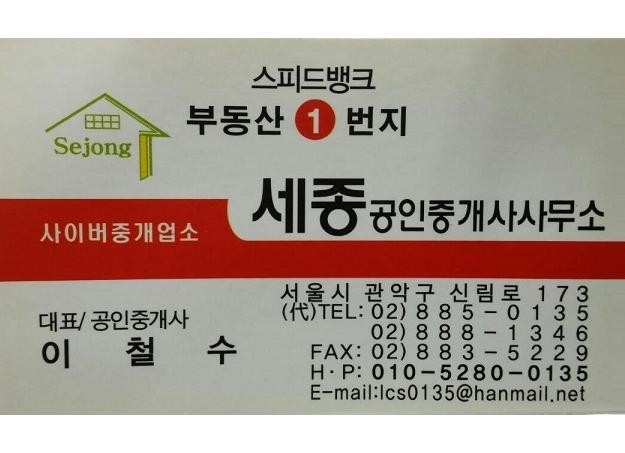 스피드뱅크
부동산 1 번지
Sejong
세종공인중개사사무소
사이버중개업소
서울시 관악구 신림로 173
(代)TEL: 02)885-0135
02)888-1346
FAX: 02)883-5229
H·P: 010-5280-0135
E-mail:lcs0135@hanmail.net
대표/ 공인중개사
이 철 수